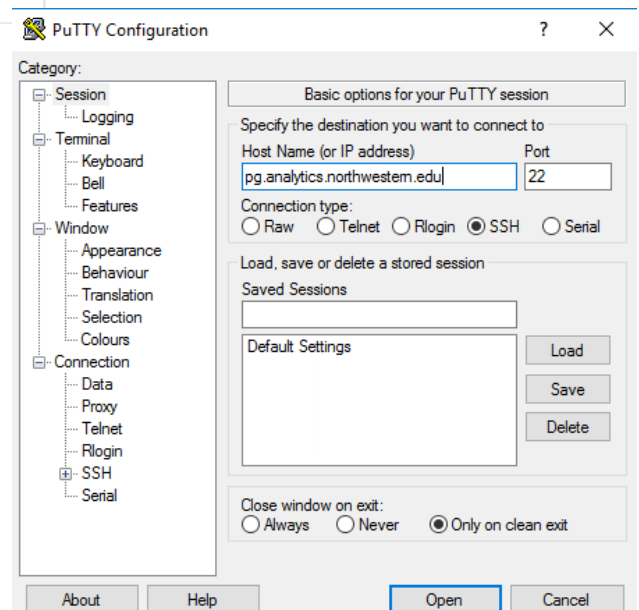 PuTTY Configuration ? ×
Category:
Session
Logging
Terminal
Keyboard
Bell
Features
Window
Appearance
Behaviour
Translation
Selection
Colours
Connection
Data
Proxy
Telnet
Rlogin
SSH
Serial
Basic options for your PuTTY session
Specify the destination you want to connect to
Host Name (or IP address) Port
pg.analytics.northwestern.edu 22
Connection type:
Raw Telnet Rlogin SSH Serial
Load, save or delete a stored session
Saved Sessions
Default Settings
Load
Save
Delete
Close window on exit:
Always Never Only on clean exit
About Help Open Cancel